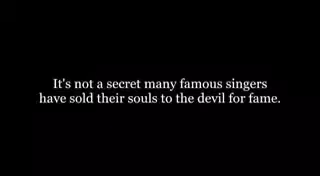 It's not a secret many famous singers
have sold their souls to the devil for fame.